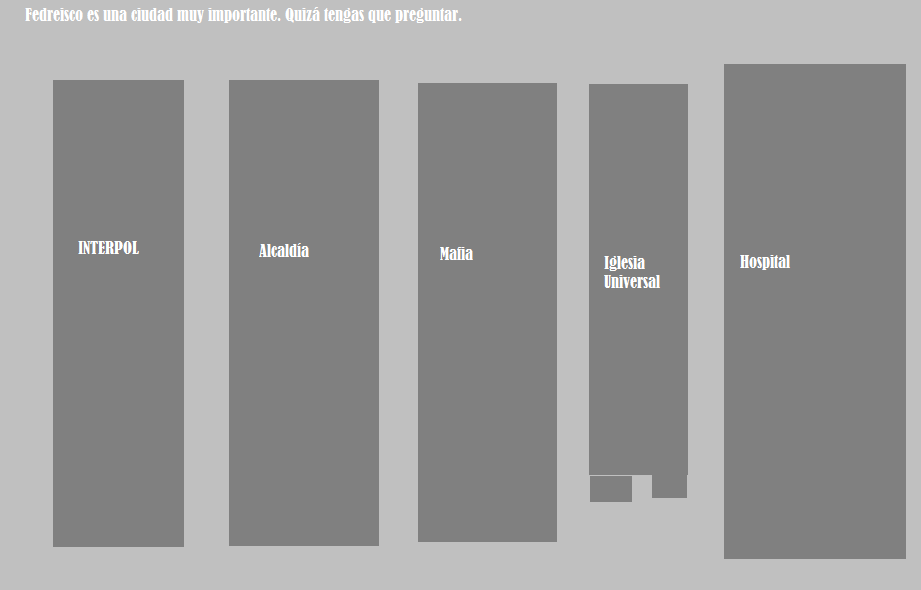 Fedreisco es una ciudad muy importante. Quizá tengas que preguntar.
INTERPOL
Alcaldía
Mafia
Iglesia
Universal
Hospital